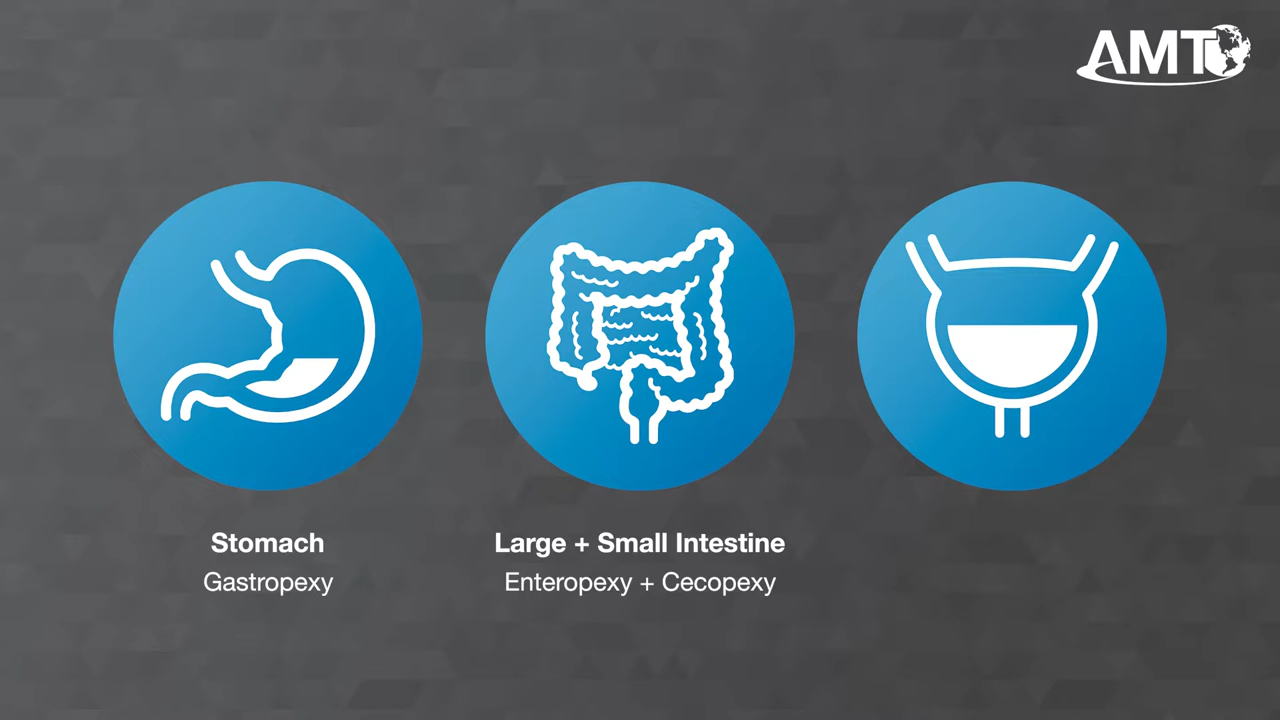 AMT
Stomach
Gastropexy
Large + Small Intestine
Enteropexy + Cecopexy